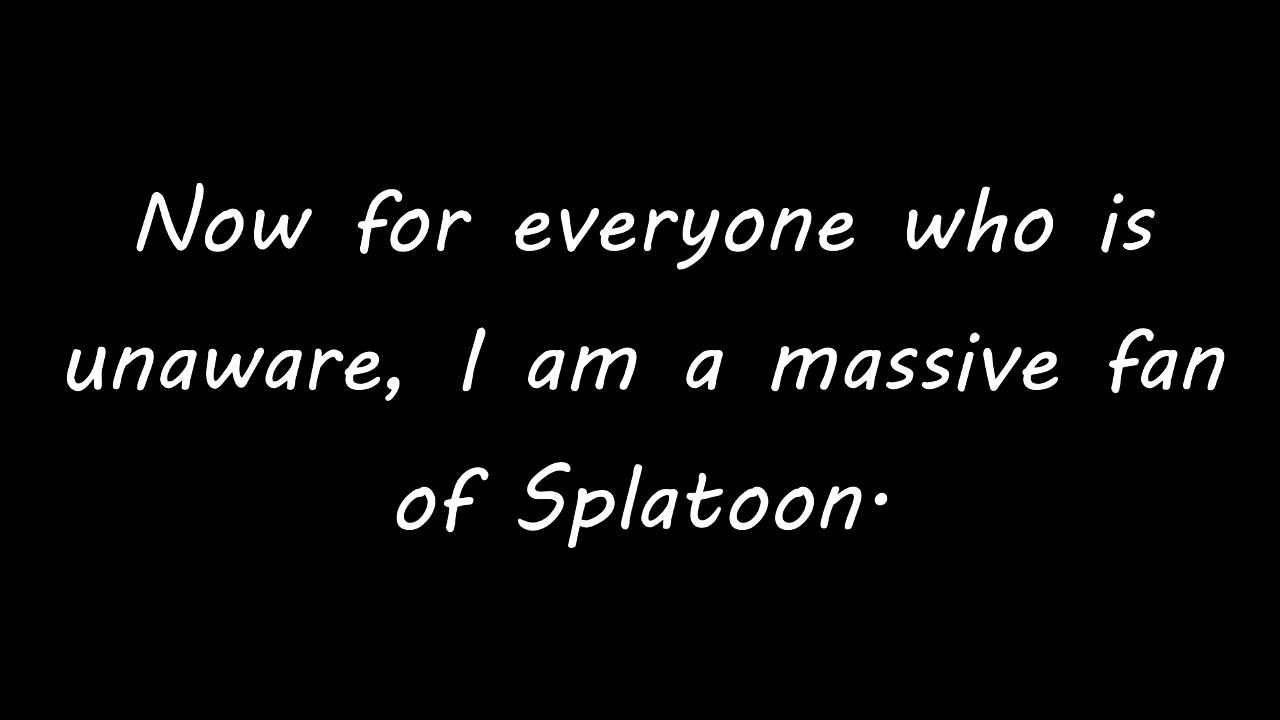 Now for everyone who is
unaware, I am a massive fan
of Splatoon.